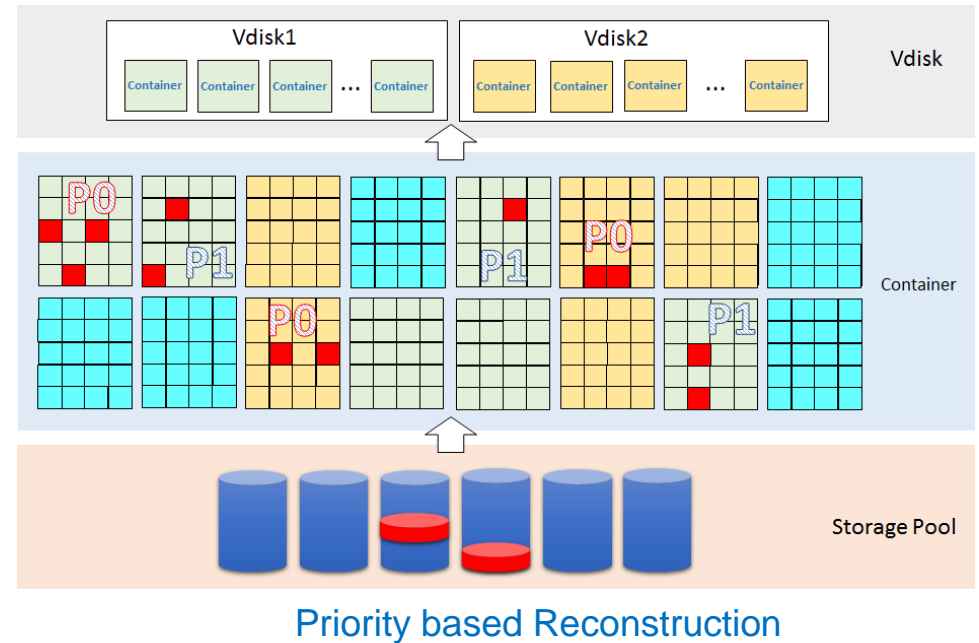 Vdisk1
Vdisk2
Vdisk
Container Container Container ... Container
Container Container Container ... Container
P0
P1
P1
P0
Container
P0
P1
Storage Pool
Priority based Reconstruction